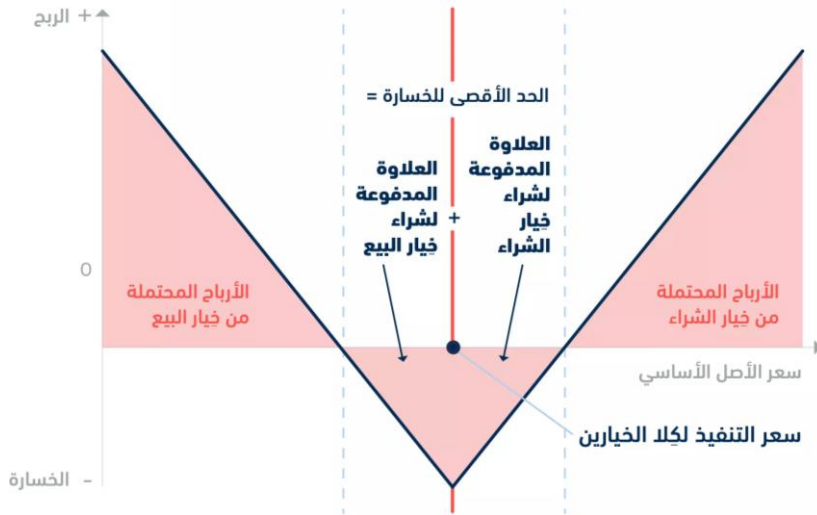 الربح +
الحد الأقصى للخسارة =
العلاوة
المدفوعة
لشراء
خِيار
الشراء
+
العلاوة
المدفوعة
لشراء
خِيار البيع
0
الأرباح المحتملة
من خِيار الشراء
الأرباح المحتملة
من خِيار البيع
سعر الأصل الأساسي
سعر التنفيذ لكِلا الخيارين
الخسارة -